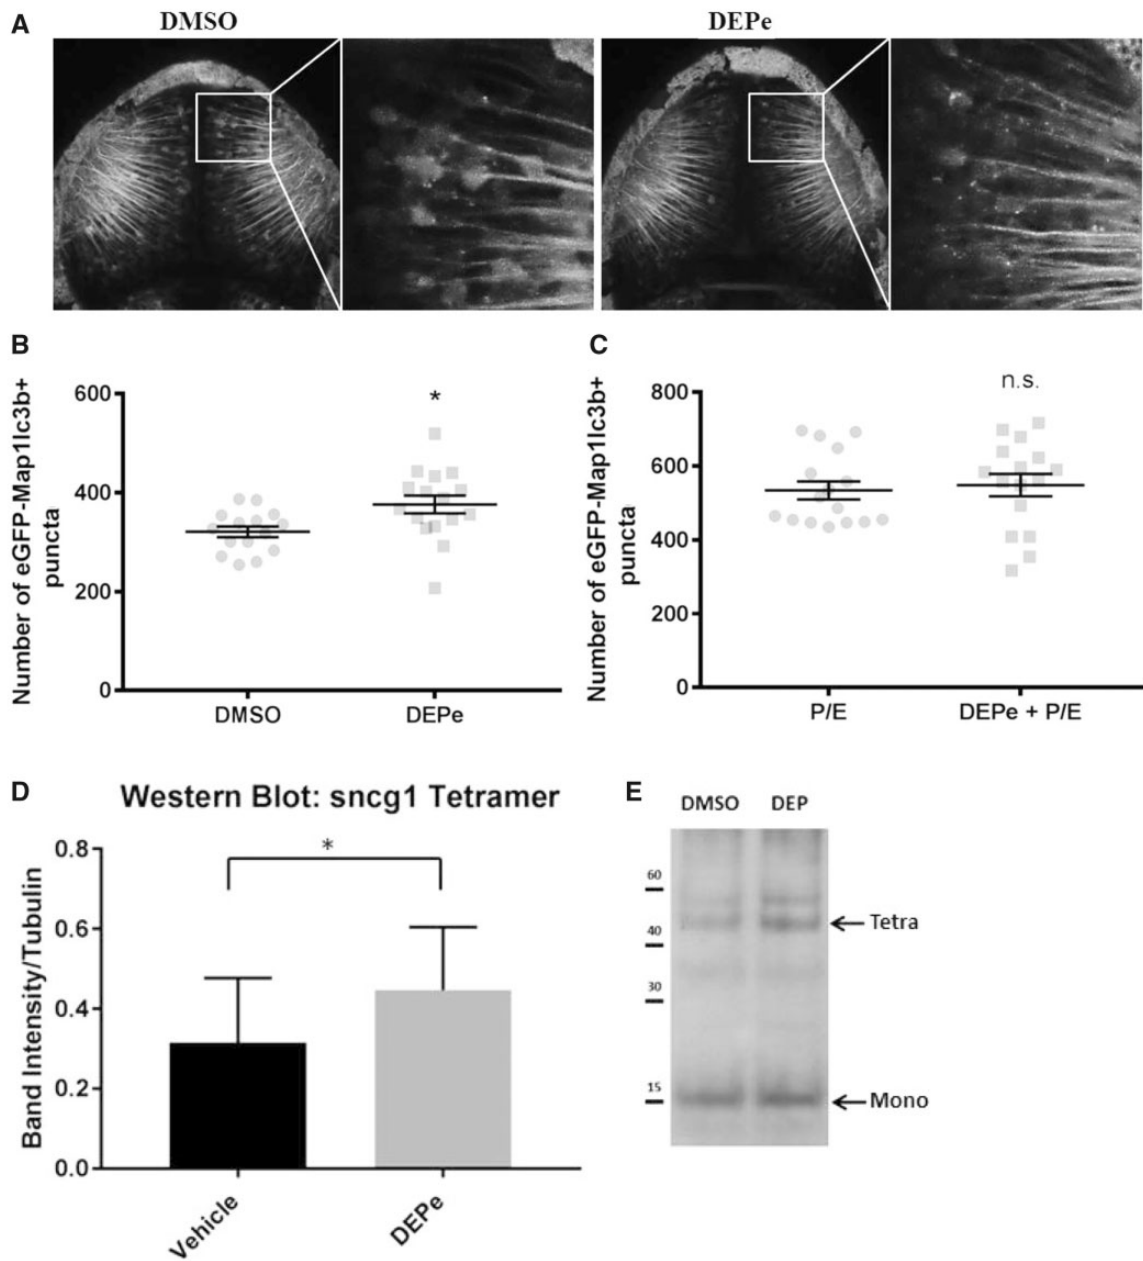 A
DMSO
DEPe
B
Number of eGFP-Map1lc3b+
puncta
600
400
200
0
*
DMSO
DEPe
C
Number of eGFP-Map1lc3b+
puncta
800
600
400
200
0
n.s.
P/E
DEPe + P/E
D
Western Blot: sncg1 Tetramer
Band Intensity/Tubulin
0.8
0.6
0.4
0.2
0.0
*
Vehicle
DEPe
E
DMSO
DEP
60
40
30
15
Tetra
Mono